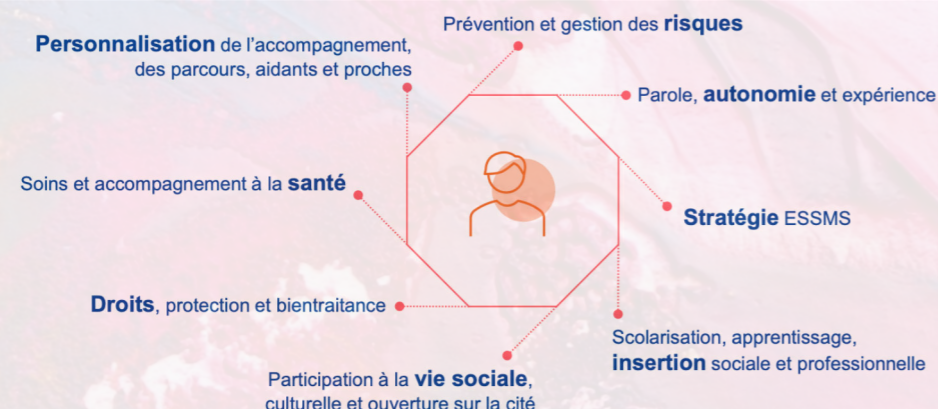 Prévention et gestion des risques
Personnalisation de l'accompagnement,
des parcours, aidants et proches
Parole, autonomie et expérience
Soins et accompagnement à la santé
Stratégie ESSMS
Droits, protection et bientraitance
Scolarisation, apprentissage,
insertion sociale et professionnelle
Participation à la vie sociale,
culturelle et ouverture sur la cité